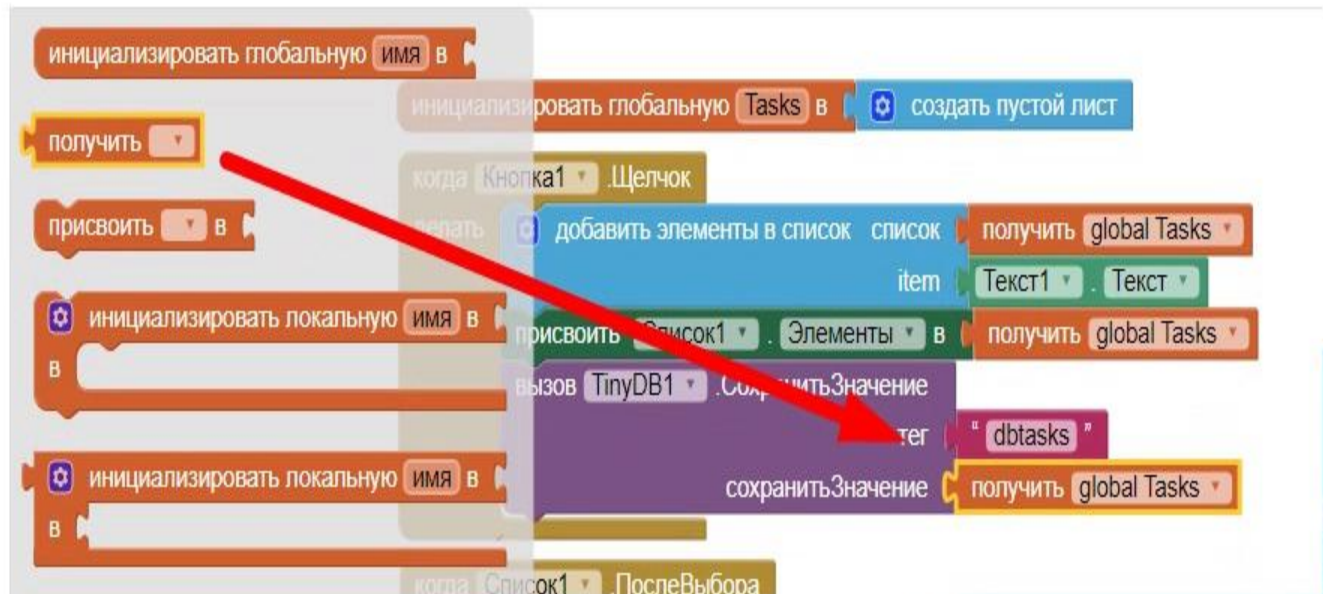 инициализировать глобальную имя в
получить
присвоить в
инициализировать локальную имя в
в
инициализировать локальную имя в
в
инициализировать глобальную Tasks в создать пустой лист
когда Кнопка1 .Щелчок
делать добавить элементы в список список получить global Tasks
item Текст1 . Текст
присвоить Список1 . Элементы в получить global Tasks
вызов TinyDB1 .СохранитьЗначение
тег " dbtasks "
сохранитьЗначение получить global Tasks
когда Список1 .ПослеВыбора